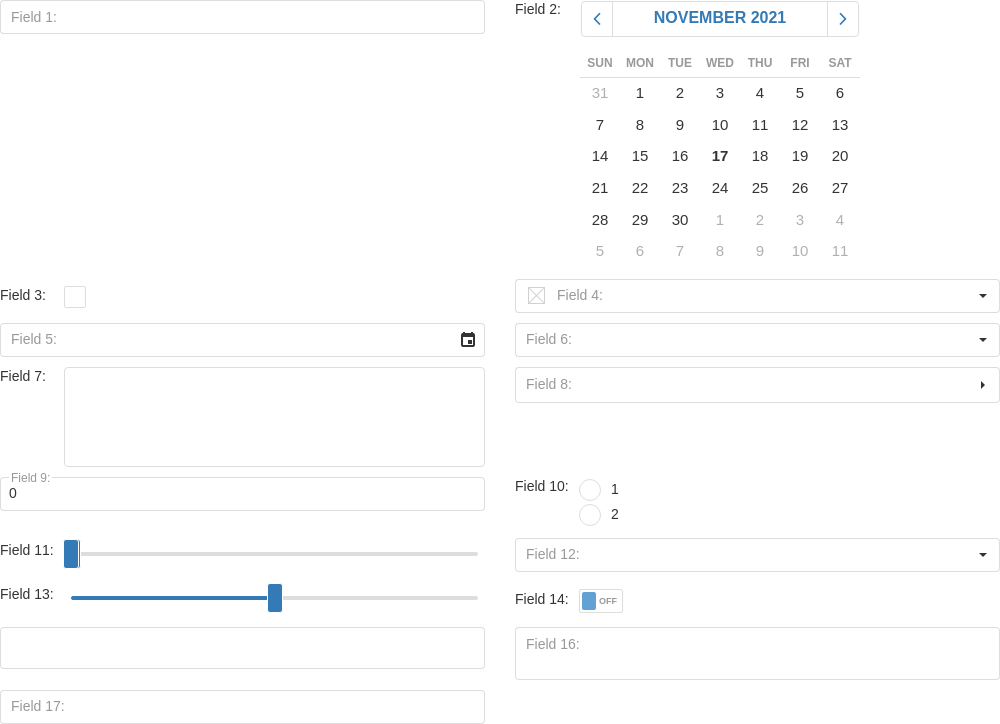 Field 1:
Field 2:
NOVEMBER 2021
SUN MON TUE WED THU FRI SAT
31 1 2 3 4 5 6
7 8 9 10 11 12 13
14 15 16 17 18 19 20
21 22 23 24 25 26 27
28 29 30 1 2 3 4
5 6 7 8 9 10 11
Field 3:
Field 4:
Field 5:
Field 6:
Field 7:
Field 8:
Field 9:
0
Field 10:
1
2
Field 11:
Field 12:
Field 13:
Field 14:
OFF
Field 16:
Field 17: